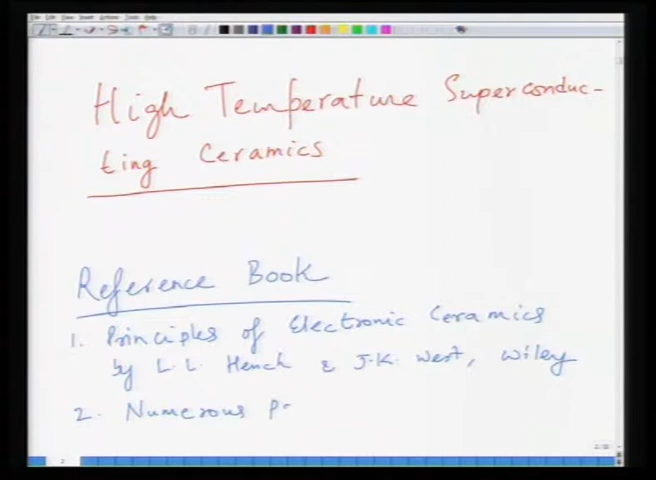 High Temperature Superconduc-
ting Ceramics
Reference Book
1. Principles of Electronic Ceramics
by L.L. Hench & J.K. West, Wiley
2. Numerous p